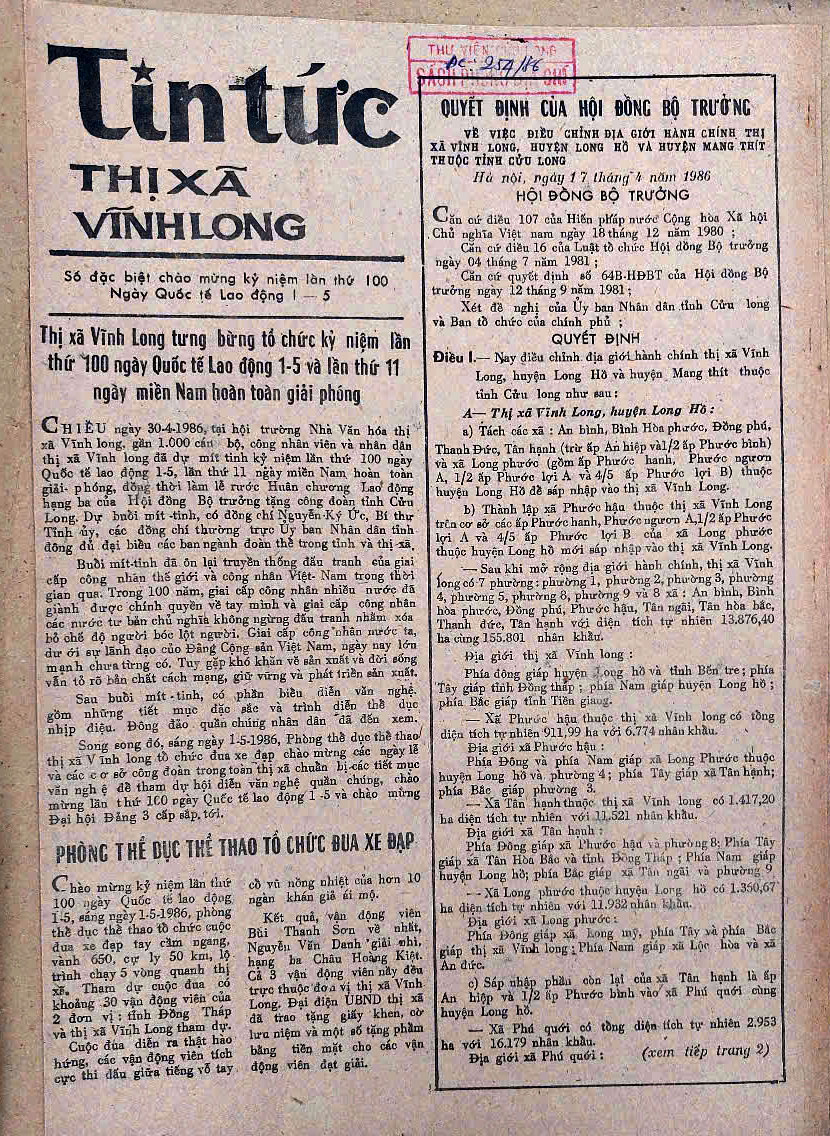 Tin tức
THỊ XÃ
VĨNH LONG
Số đặc biệt chào mừng kỷ niệm lần thứ 100
Ngày Quốc tế Lao động 1 — 5
Thị xã Vĩnh Long tưng bừng tổ chức kỷ niệm lần
thứ 100 ngày Quốc tế Lao động 1-5 và lần thứ 11
ngày miền Nam hoàn toàn giải phóng
CHIỀU ngày 30-4-1986, tại hội trường Nhà Văn hóa thị
xã Vĩnh long, gần 1.000 cán bộ, công nhân viên và nhân dân
thị xã Vĩnh long đã dự mít tinh kỷ niệm lần thứ 100 ngày
Quốc tế lao động 1-5, lần thứ 11 ngày miền Nam hoàn toàn
giải- phóng, đồng thời làm lễ rước Huân chương Lao động
hạng ba của Hội đồng Bộ trưởng tặng công đoàn tỉnh Cửu
Long. Dự buổi mít-tinh, có đồng chí Nguyễn-Ký Ức, Bí thư
Tỉnh ủy, các đồng chí thường trực Ủy ban Nhân dân tỉnh
đông đủ đại biểu các ban ngành đoàn thể trong tỉnh và thị xã.
Buổi mít-tinh đã ôn lại truyền thống đấu tranh của giai
cấp công nhân thế giới và công nhân Việt- Nam trong thời
gian qua. Trong 100 năm, giai cấp công nhân nhiều nước đã
giành được chính quyền về tay mình và giai cấp công nhân
các nước tư bản chủ nghĩa không ngừng đấu tranh nhằm xóa
bỏ chế độ người bóc lột người. Giai cấp công nhân nước ta,
dư ới sự lãnh đạo của Đảng Cộng sản Việt Nam, ngày nay lớn
mạnh chưa từng có. Tuy gặp khó khăn về sản xuất và đời sống
vẫn tỏ rõ bản chất cách mạng, giữ vững và phát triển sản xuất.
Sau buổi mít-tinh, có phần biểu diễn văn nghệ.
gồm những tiết mục đặc sắc và trình diễn thể dục
nhịp điệu. Đông đảo quần chúng nhân dân đã đến xem.
Song song đó, sáng ngày 1-5-1986, Phòng thể dục thể thao
thị xã Vĩnh long tổ chức đua xe đạp chào mừng các ngày lễ
và các cơ sở công đoàn trong toàn thị xã chuẩn bị các tiết mục
văn nghệ để tham dự hội diễn văn nghệ quần chúng, chào
mừng lần thứ 100 ngày Quốc tế lao động 1-5 và chào mừng
Đại hội Đảng 3 cấp sắp tới.
PHÒNG THỂ DỤC THỂ THAO TỔ CHỨC ĐUA XE ĐẠP
Chào mừng kỷ niệm lần thứ
100 ngày Quốc tế lao động
1-5, sáng ngày 1-5-1986, phòng
thể dục thể thao tổ chức cuộc
đua xe đạp tay cầm ngang,
vành 650, cự ly 50 km, lộ
trình chạy 5 vòng quanh thị
xã. Tham dự cuộc đua có
khoảng 30 vận động viên của
2 đơn vị : tỉnh Đồng Tháp
và thị xã Vĩnh Long tham dự.
Cuộc đua diễn ra thật hào
hứng, các vận động viên tích
cực thi đấu giữa tiếng vỗ tay
cổ vũ nồng nhiệt của hơn 10
ngàn khán giả ái mộ.
Kết quả, vận động viên
Bùi Thanh Sơn về nhất,
Nguyễn Văn Danh giải nhì,
hạng ba Châu Hoàng Kiệt.
Cả 3 vận động viên này đều
trực thuộc đơn vị thị xã Vĩnh
Long. Đại diện UBND thị xã
đã trao tặng giấy khen, cờ
lưu niệm và một số tặng phẩm
bằng tiền mặt cho các vận
động viên đạt giải.
THƯ VIỆN CỬU LONG
ĐC. 254/86
QUYẾT ĐỊNH CỦA HỘI ĐỒNG BỘ TRƯỞNG
VỀ VIỆC ĐIỀU CHỈNH ĐỊA GIỚI HÀNH CHÍNH THỊ
XÃ VĨNH LONG, HUYỆN LONG HỒ VÀ HUYỆN MANG THÍT
THUỘC TỈNH CỬU LONG
Hà nội, ngày 17 tháng 4 năm 1986
HỘI ĐỒNG BỘ TRƯỞNG
Căn cứ điều 107 của Hiến pháp nước Cộng hòa Xã hội
Chủ nghĩa Việt nam ngày 18 tháng 12 năm 1980 ;
Căn cứ điều 16 của Luật tổ chức Hội đồng Bộ trưởng
ngày 04 tháng 7 năm 1981 ;
Căn cứ quyết định số 64B-HĐBT của Hội đồng Bộ
trưởng ngày 12 tháng 9 năm 1981 ;
Xét đề nghị của Ủy ban Nhân dân tỉnh Cửu long
và Ban tổ chức của chính phủ ;
QUYẾT ĐỊNH
Điều I.— Nay điều chỉnh địa giới hành chính thị xã Vĩnh
Long, huyện Long Hồ và huyện Mang thít thuộc
tỉnh Cửu long như sau :
A— Thị xã Vĩnh Long, huyện Long Hồ :
a) Tách các xã : An bình, Bình Hòa phước, Đồng phú,
Thanh Đức, Tân hạnh (trừ ấp An hiệp và 1/2 ấp Phước bình)
và xã Long phước (gồm ấp Phước hanh, Phước ngươn
A, 1/2 ấp Phước lợi A và 4/5 ấp Phước lợi B) thuộc
huyện Long Hồ để sáp nhập vào thị xã Vĩnh Long.
b) Thành lập xã Phước hậu thuộc thị xã Vĩnh Long
trên cơ sở các ấp Phước hanh, Phước ngươn A, 1/2 ấp Phước
lợi A và 4/5 ấp Phước lợi B của xã Long phước
thuộc huyện Long hồ mới sáp nhập vào thị xã Vĩnh Long.
— Sau khi mở rộng địa giới hành chính, thị xã Vĩnh
long có 7 phường : phường 1, phường 2, phường 3, phường
4, phường 5, phường 8, phường 9 và 8 xã : An bình, Bình
hòa phước, Đồng phú, Phước hậu, Tân ngãi, Tân hòa bắc,
Thanh đức, Tân hạnh với diện tích tự nhiên 13.876,40
ha cùng 155.801 nhân khẩu.
Địa giới thị xã Vĩnh long :
Phía đông giáp huyện Long hồ và tỉnh Bến tre ; phía
Tây giáp tỉnh Đồng tháp ; phía Nam giáp huyện Long hồ ;
phía Bắc giáp tỉnh Tiền giang.
— Xã Phước hậu thuộc thị xã Vĩnh long có tổng
diện tích tự nhiên 911,99 ha với 6.774 nhân khẩu.
Địa giới xã Phước hậu :
Phía Đông và phía Nam giáp xã Long Phước thuộc
huyện Long hồ và phường 4 ; phía Tây giáp xã Tân hạnh ;
phía Bắc giáp phường 3.
— Xã Tân hạnh thuộc thị xã Vĩnh long có 1.417,20
ha diện tích tự nhiên với 11.521 nhân khẩu.
Địa giới xã Tân hạnh :
Phía Đông giáp xã Phước hậu và phường 8; Phía Tây
giáp xã Tân Hòa Bắc và tỉnh Đồng Tháp ; Phía Nam giáp
huyện Long hồ; phía Bắc giáp xã Tân ngãi và phường 9
— Xã Long phước thuộc huyện Long hồ có 1.360,67
ha diện tích tự nhiên với 11.932 nhân khẩu.
Địa giới xã Long phước :
Phía Đông giáp xã Long mỹ, phía Tây và phía Bắc
giáp thị xã Vĩnh long ; Phía Nam giáp xã Lộc hòa và xã
An đức.
c) Sáp nhập phần còn lại của xã Tân hạnh là ấp
An hiệp và 1/2 ấp Phước bình vào xã Phú quới cùng
huyện Long hồ.
— Xã Phú quới có tổng diện tích tự nhiên 2.953
ha với 16.179 nhân khẩu.
Địa giới xã Phú quới :
(xem tiếp trang 2)